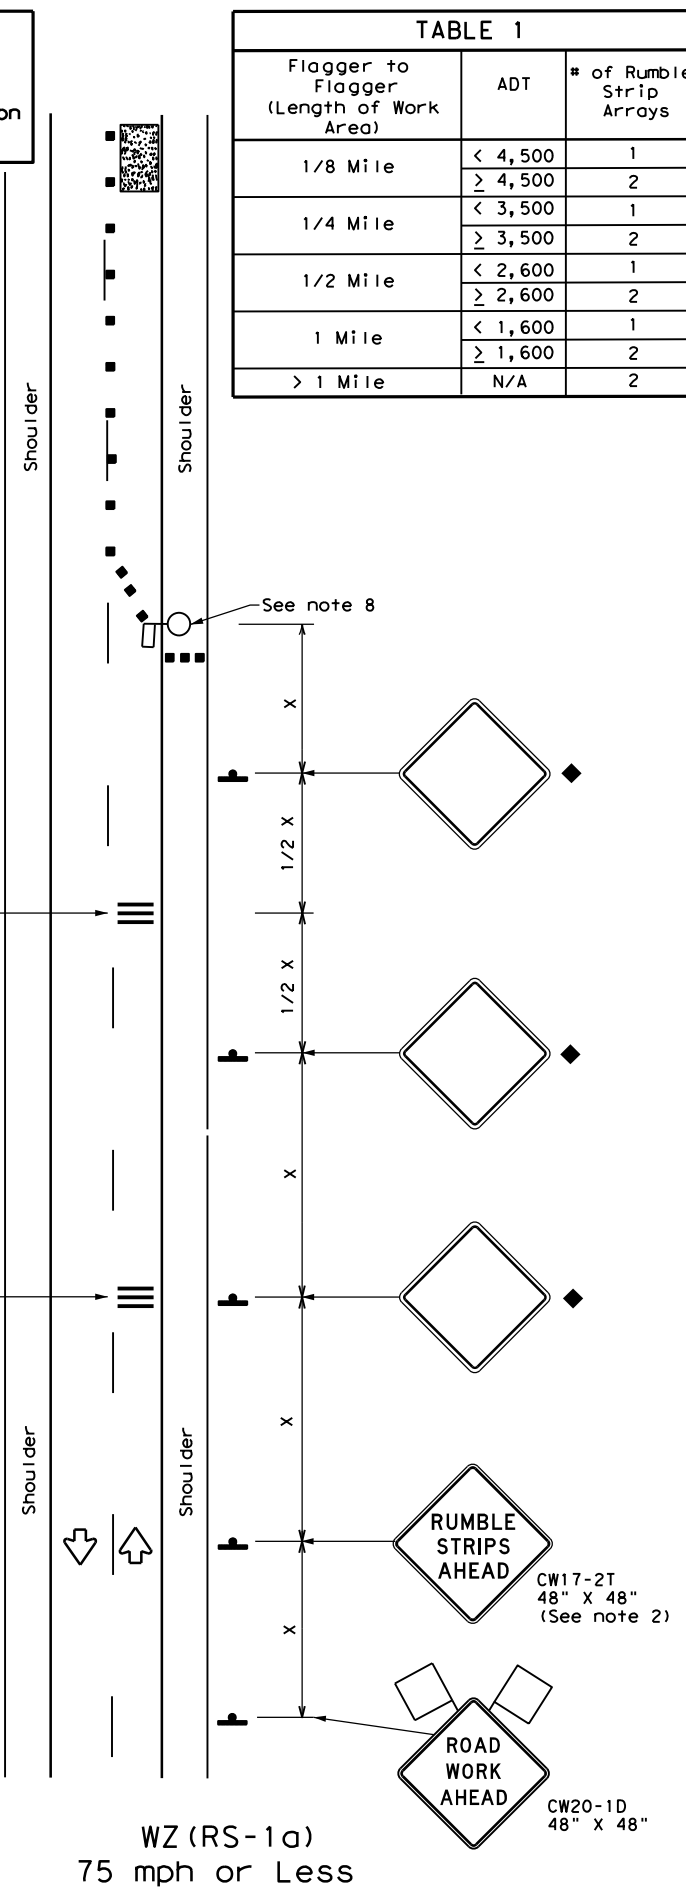 on
TABLE 1
Flagger to
Flagger
(Length of Work
Area)
ADT
# of Rumble
Strip
Arrays
1/8 Mile
< 4,500
1
≥ 4,500
2
1/4 Mile
< 3,500
1
≥ 3,500
2
1/2 Mile
< 2,600
1
≥ 2,600
2
1 Mile
< 1,600
1
≥ 1,600
2
> 1 Mile
N/A
2
Shoulder
Shoulder
See note 8
X
1/2 X
1/2 X
X
X
Shoulder
Shoulder
RUMBLE
STRIPS
AHEAD
CW17-2T
48" X 48"
(See note 2)
X
ROAD
WORK
AHEAD
CW20-1D
48" X 48"
WZ(RS-1a)
75 mph or Less